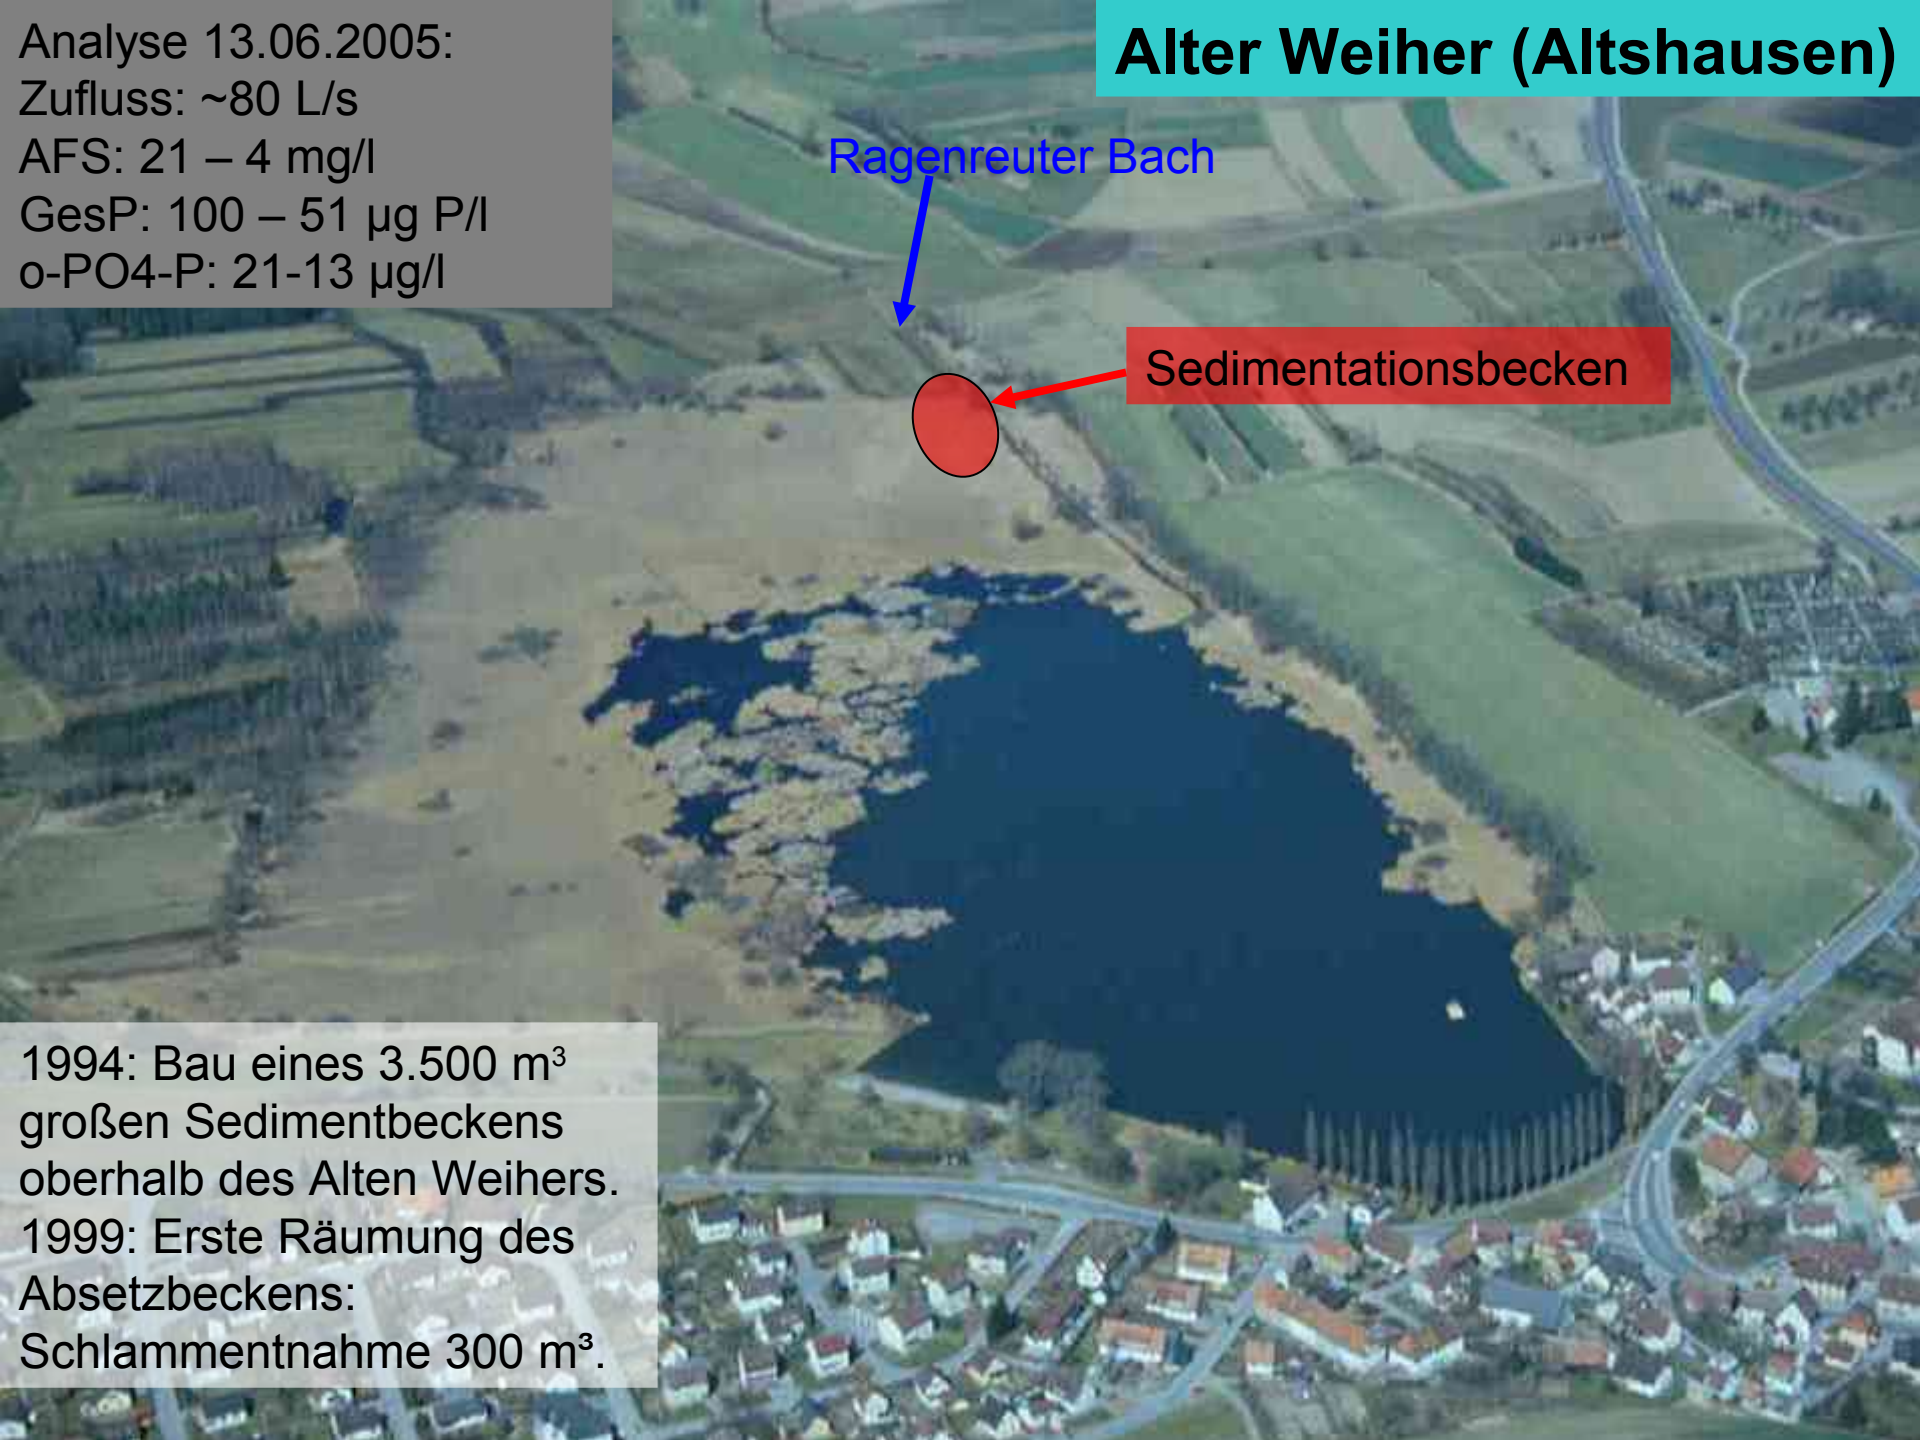 Analyse 13.06.2005:
Zufluss: ~80 L/s
AFS: 21 – 4 mg/l
GesP: 100 – 51 µg P/l
o-PO4-P: 21-13 µg/l
Alter Weiher (Altshausen)
Ragenreuter Bach
Sedimentationsbecken
1994: Bau eines 3.500 m³
großen Sedimentbeckens
oberhalb des Alten Weihers.
1999: Erste Räumung des
Absetzbeckens:
Schlammentnahme 300 m³.